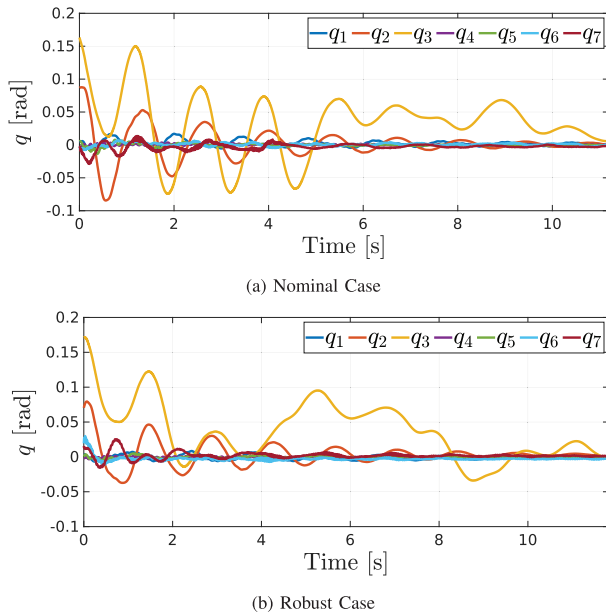 0.2
q1 q2 q3 q4 q5 q6 q7
0.15
0.1
0.05
0
-0.05
-0.1
q [rad]
0 2 4 6 8 10
Time [s]
(a) Nominal Case
0.2
q1 q2 q3 q4 q5 q6 q7
0.15
0.1
0.05
0
-0.05
-0.1
q [rad]
0 2 4 6 8 10
Time [s]
(b) Robust Case